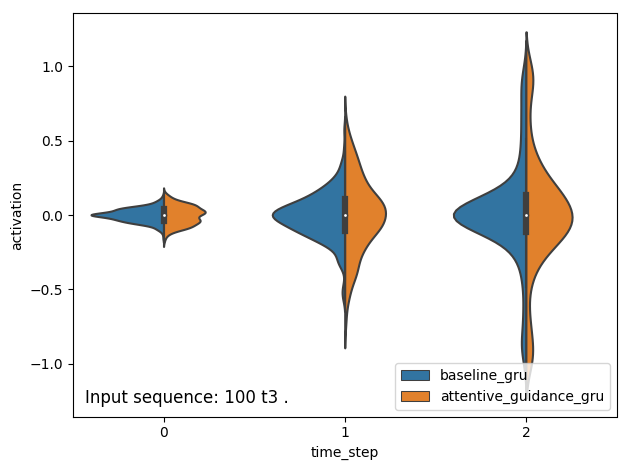 1.0
0.5
0.0
−0.5
−1.0
activation
Input sequence: 100 t3 .
baseline_gru
attentive_guidance_gru
0
1
2
time_step